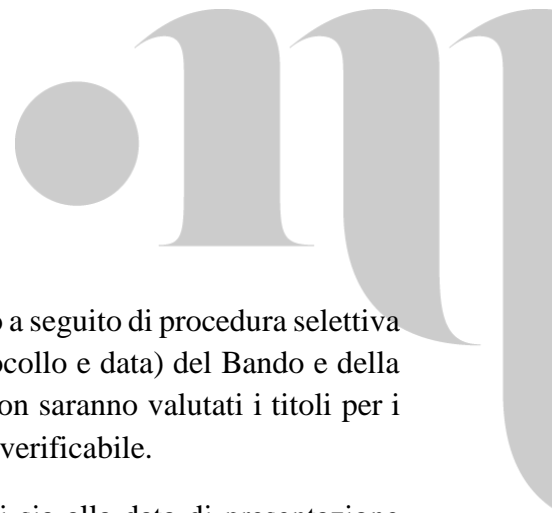 a seguito di procedura selettiva
ocollo e data) del Bando e della
on saranno valutati i titoli per i
verificabile.